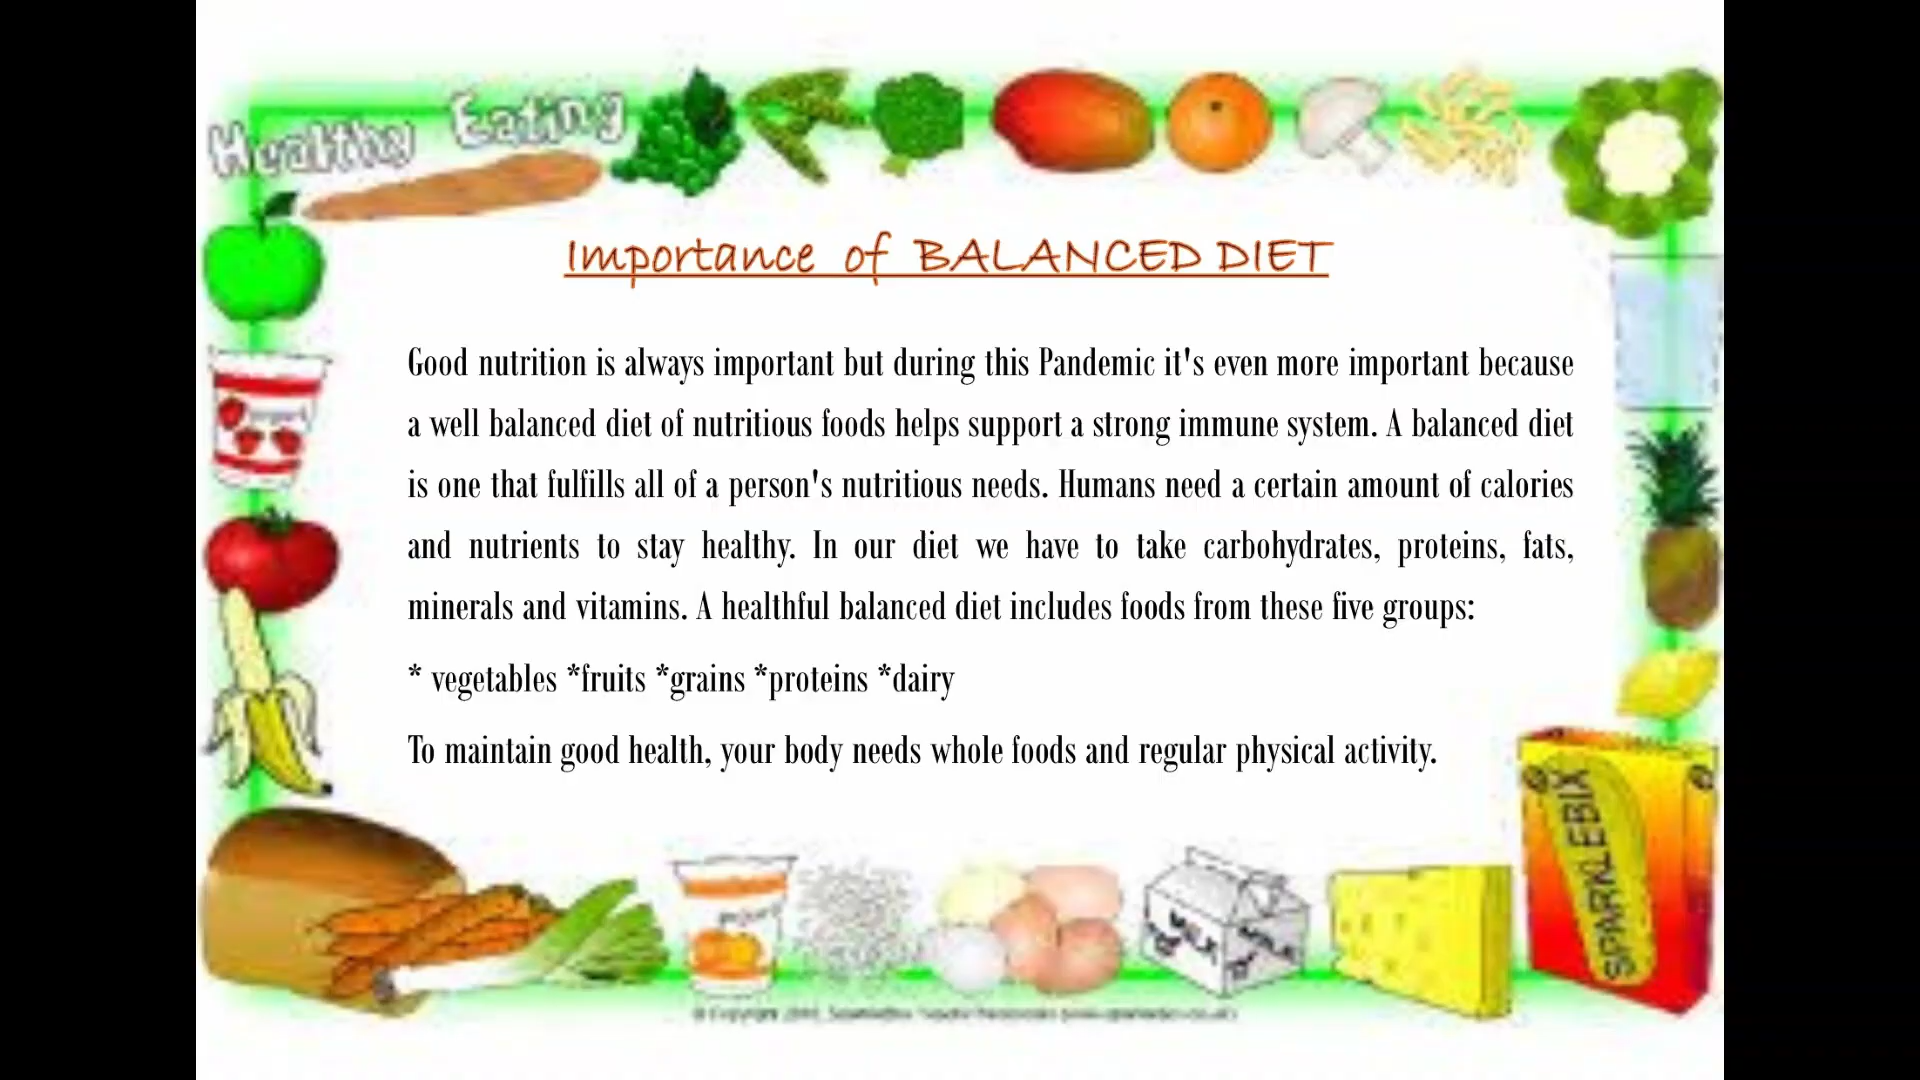 Healthy Eating
Importance of BALANCED DIET
Good nutrition is always important but during this Pandemic it's even more important because
a well balanced diet of nutritious foods helps support a strong immune system. A balanced diet
is one that fulfills all of a person's nutritious needs. Humans need a certain amount of calories
and nutrients to stay healthy. In our diet we have to take carbohydrates, proteins, fats,
minerals and vitamins. A healthful balanced diet includes foods from these five groups:
* vegetables *fruits *grains *proteins *dairy
To maintain good health, your body needs whole foods and regular physical activity.
MILK
MILK
SPARKLEBIX
© Copyright